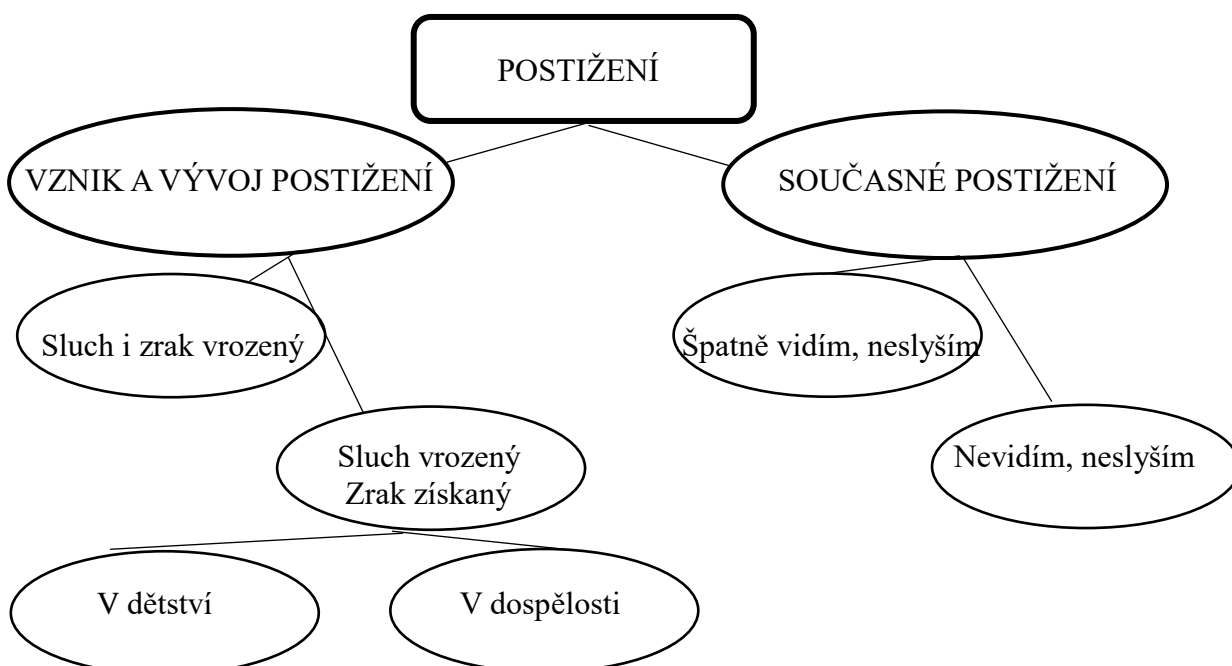 POSTIŽENÍ
VZNIK A VÝVOJ POSTIŽENÍ
SOUČASNÉ POSTIŽENÍ
Sluch i zrak vrozený
Špatně vidím, neslyším
Sluch vrozený
Zrak získaný
Nevidím, neslyším
V dětství
V dospělosti